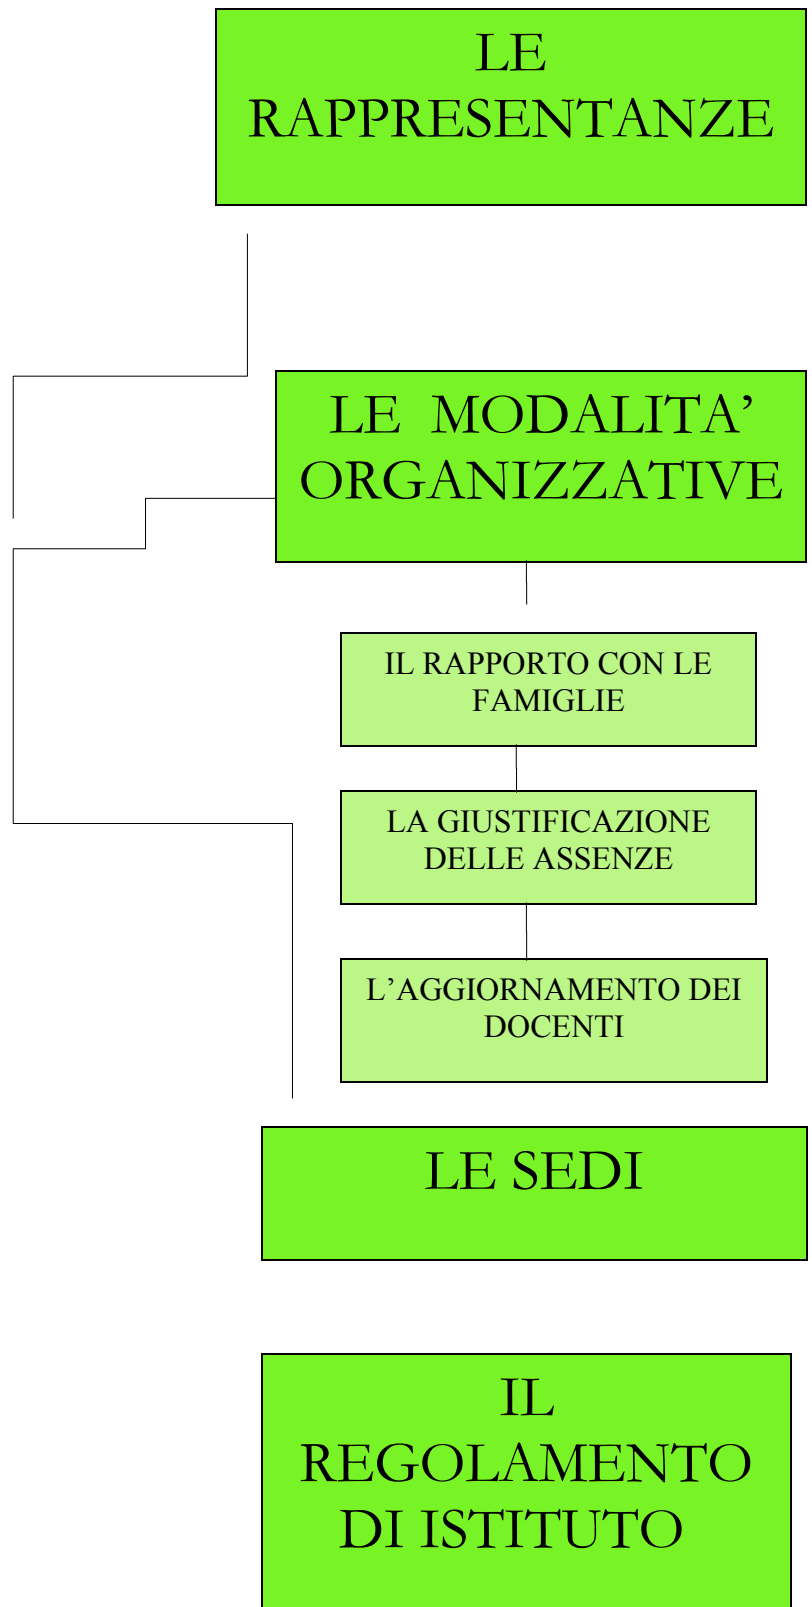 LE
RAPPRESENTANZE
LE MODALITA’
ORGANIZZATIVE
IL RAPPORTO CON LE
FAMIGLIE
LA GIUSTIFICAZIONE
DELLE ASSENZE
L’AGGIORNAMENTO DEI
DOCENTI
LE SEDI
IL
REGOLAMENTO
DI ISTITUTO